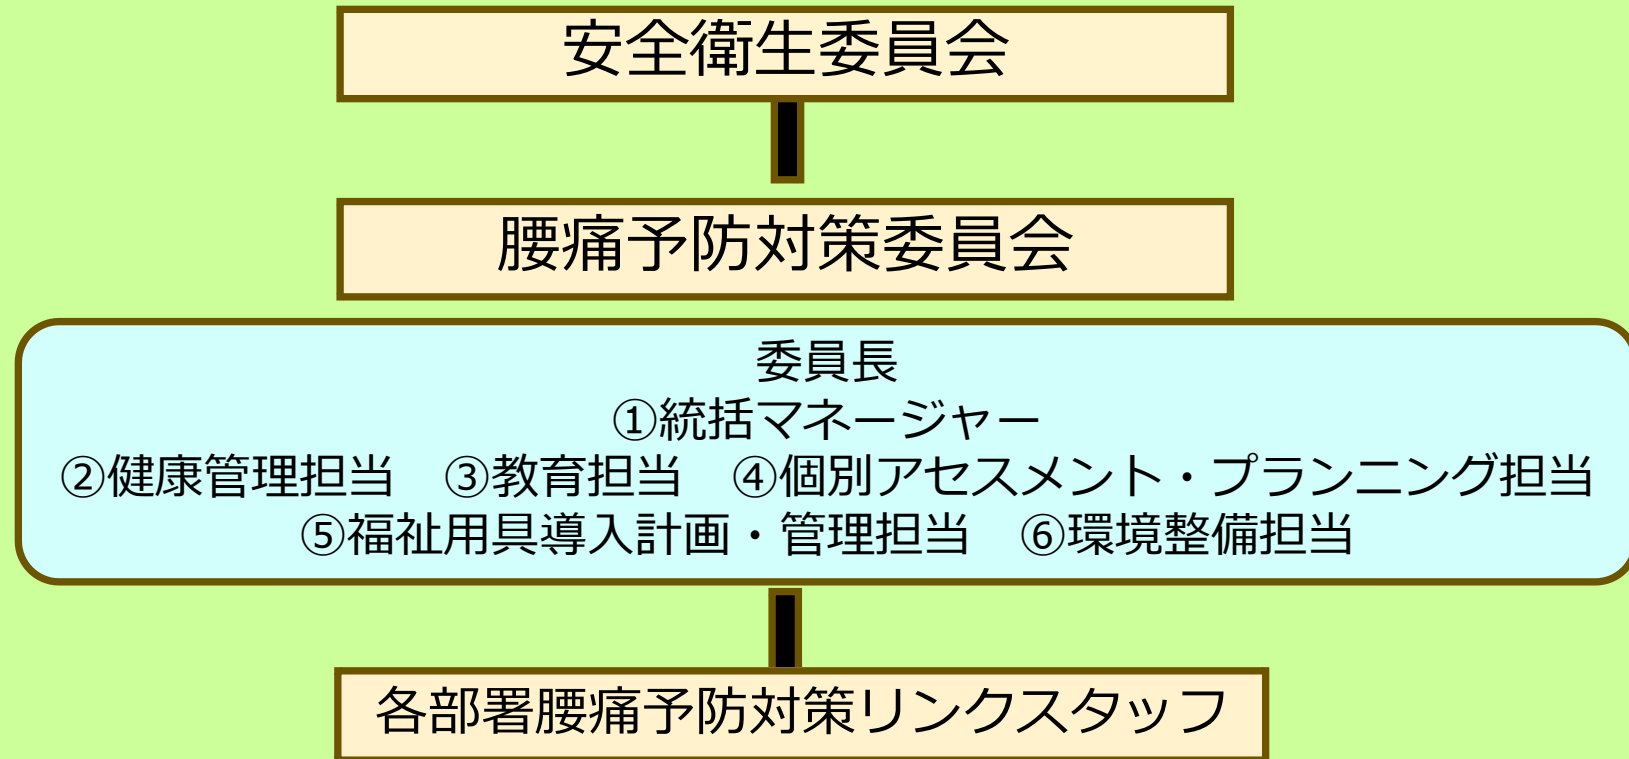 安全衛生委員会
腰痛予防対策委員会
委員長
①統括マネージャー
②健康管理担当　③教育担当　④個別アセスメント・プランニング担当
⑤福祉用具導入計画・管理担当　⑥環境整備担当
各部署腰痛予防対策リンクスタッフ